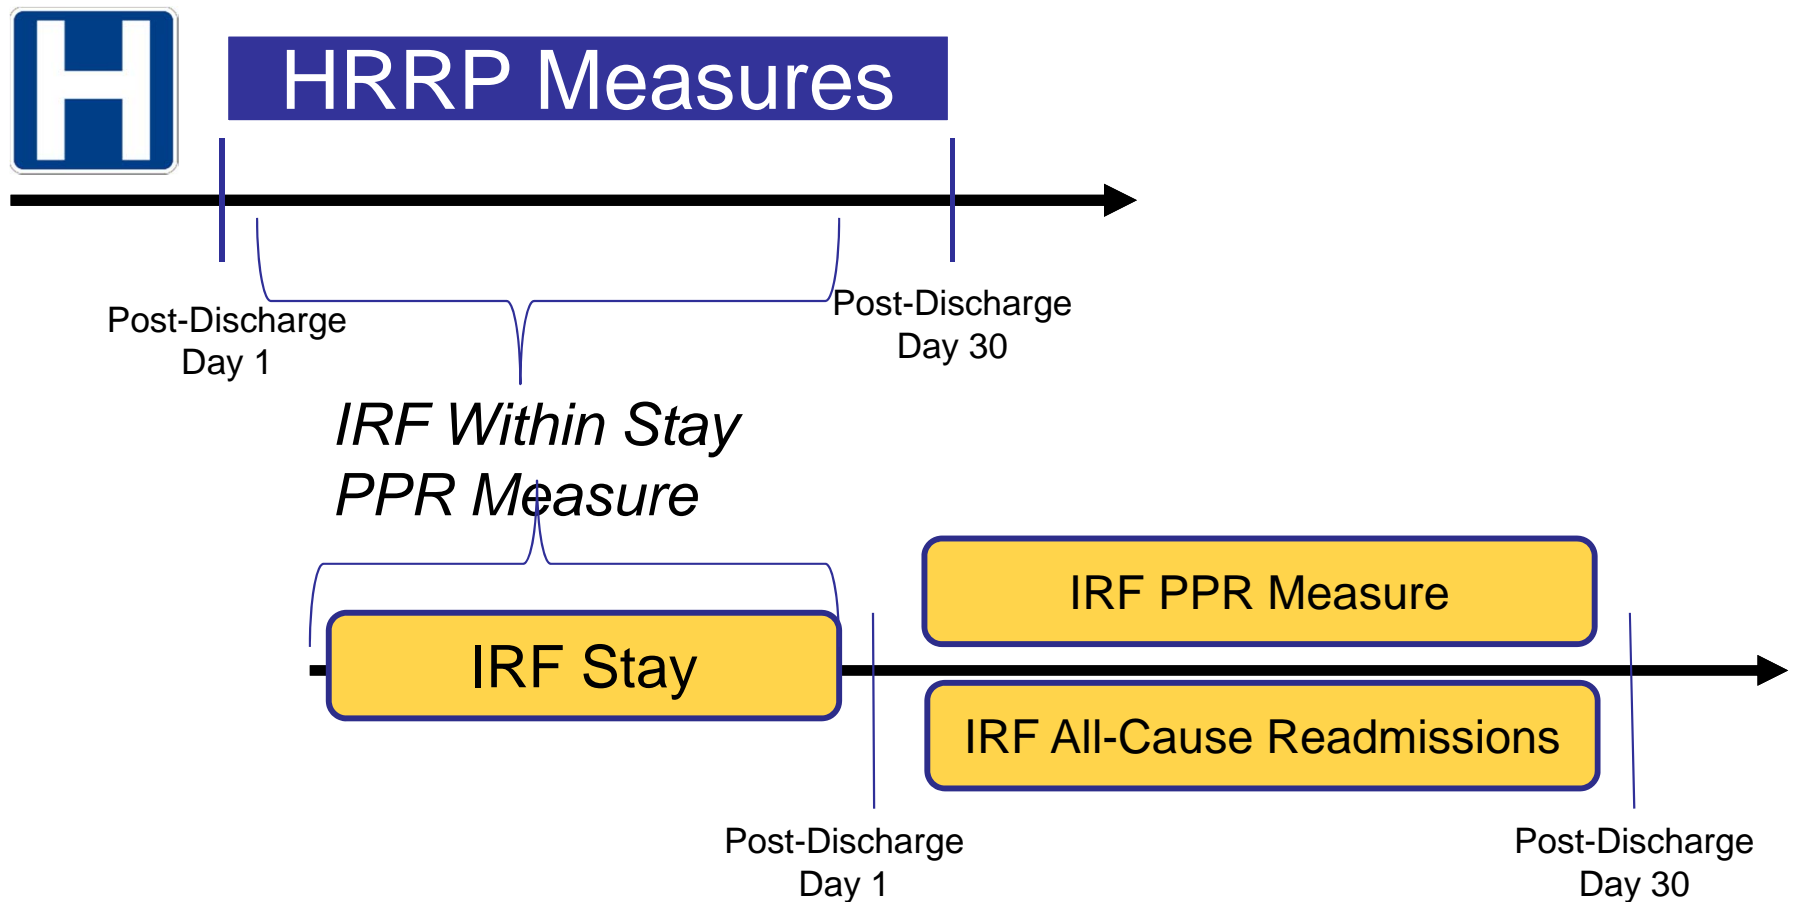 H
HRRP Measures
Post-Discharge
Day 1
Post-Discharge
Day 30
IRF Within Stay
PPR Measure
IRF PPR Measure
IRF Stay
IRF All-Cause Readmissions
Post-Discharge
Day 1
Post-Discharge
Day 30